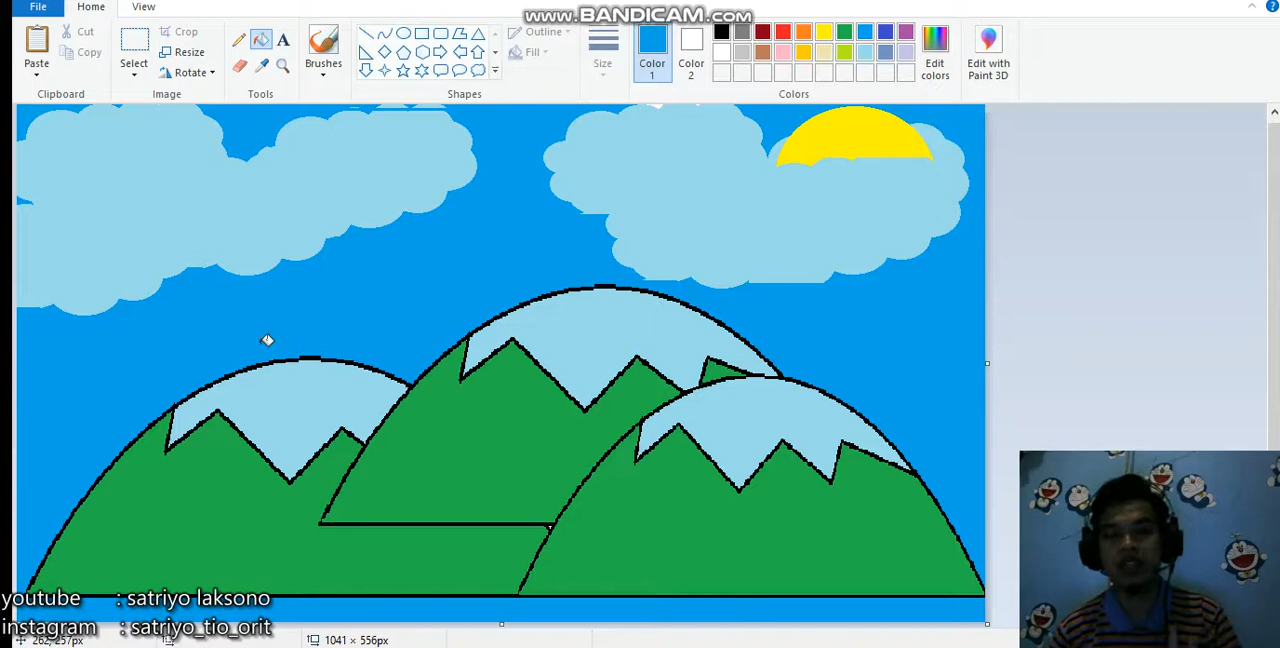 www.BANDICAM.com
File Home View
Cut Crop Outline
Copy Resize Fill
Paste Select Rotate Brushes Size Color 1 Color 2 Edit colors Edit with Paint 3D
Clipboard Image Tools Shapes Colors
youtube : satriyo laksono
instagram : satriyo_tio_orit
262, 257px 1041 × 556px